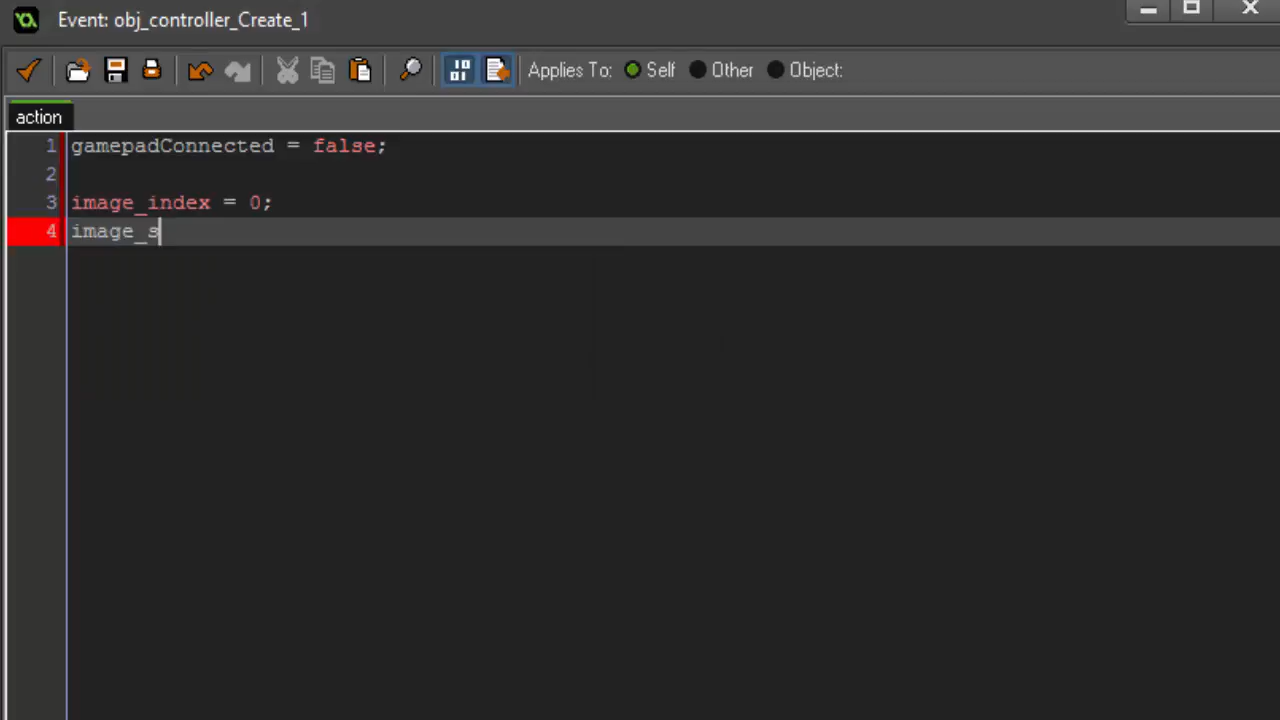 Event: obj_controller_Create_1
Applies To: Self Other Object:
action
1 gamepadConnected = false;
2
3 image_index = 0;
4 image_s